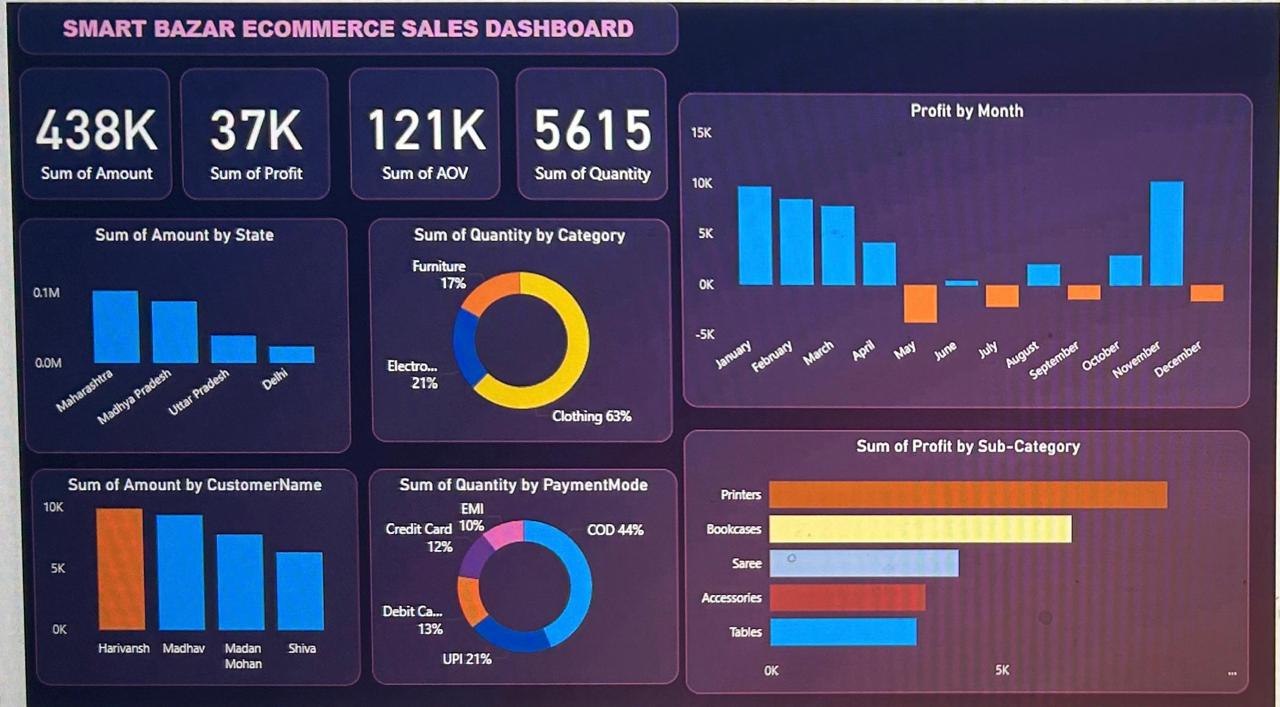 SMART BAZAR ECOMMERCE SALES DASHBOARD
438K
Sum of Amount
37K
Sum of Profit
121K
Sum of AOV
5615
Sum of Quantity
Profit by Month
15K
10K
5K
0K
-5K
January
February
March
April
May
June
July
August
September
October
November
December
Sum of Amount by State
0.1M
0.0M
Maharashtra
Madhya Pradesh
Uttar Pradesh
Delhi
Sum of Quantity by Category
Furniture
17%
Electro...
21%
Clothing 63%
Sum of Amount by CustomerName
10K
5K
0K
Harivansh
Madhav
Madan
Mohan
Shiva
Sum of Quantity by PaymentMode
EMI
10%
Credit Card
12%
COD 44%
Debit Ca...
13%
UPI 21%
Sum of Profit by Sub-Category
Printers
Bookcases
Saree
Accessories
Tables
0K
5K
...